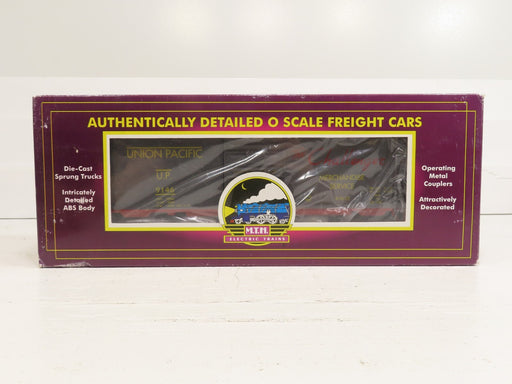 AUTHENTICALLY DETAILED O SCALE FREIGHT CARS
Die-Cast
Sprung Trucks
Intricately
Detailed
ABS Body
UNION PACIFIC
U.P.
9146
MERCHANDISE
SERVICE
Operating
Metal
Couplers
Attractively
Decorated
M.T.H.
ELECTRIC TRAINS